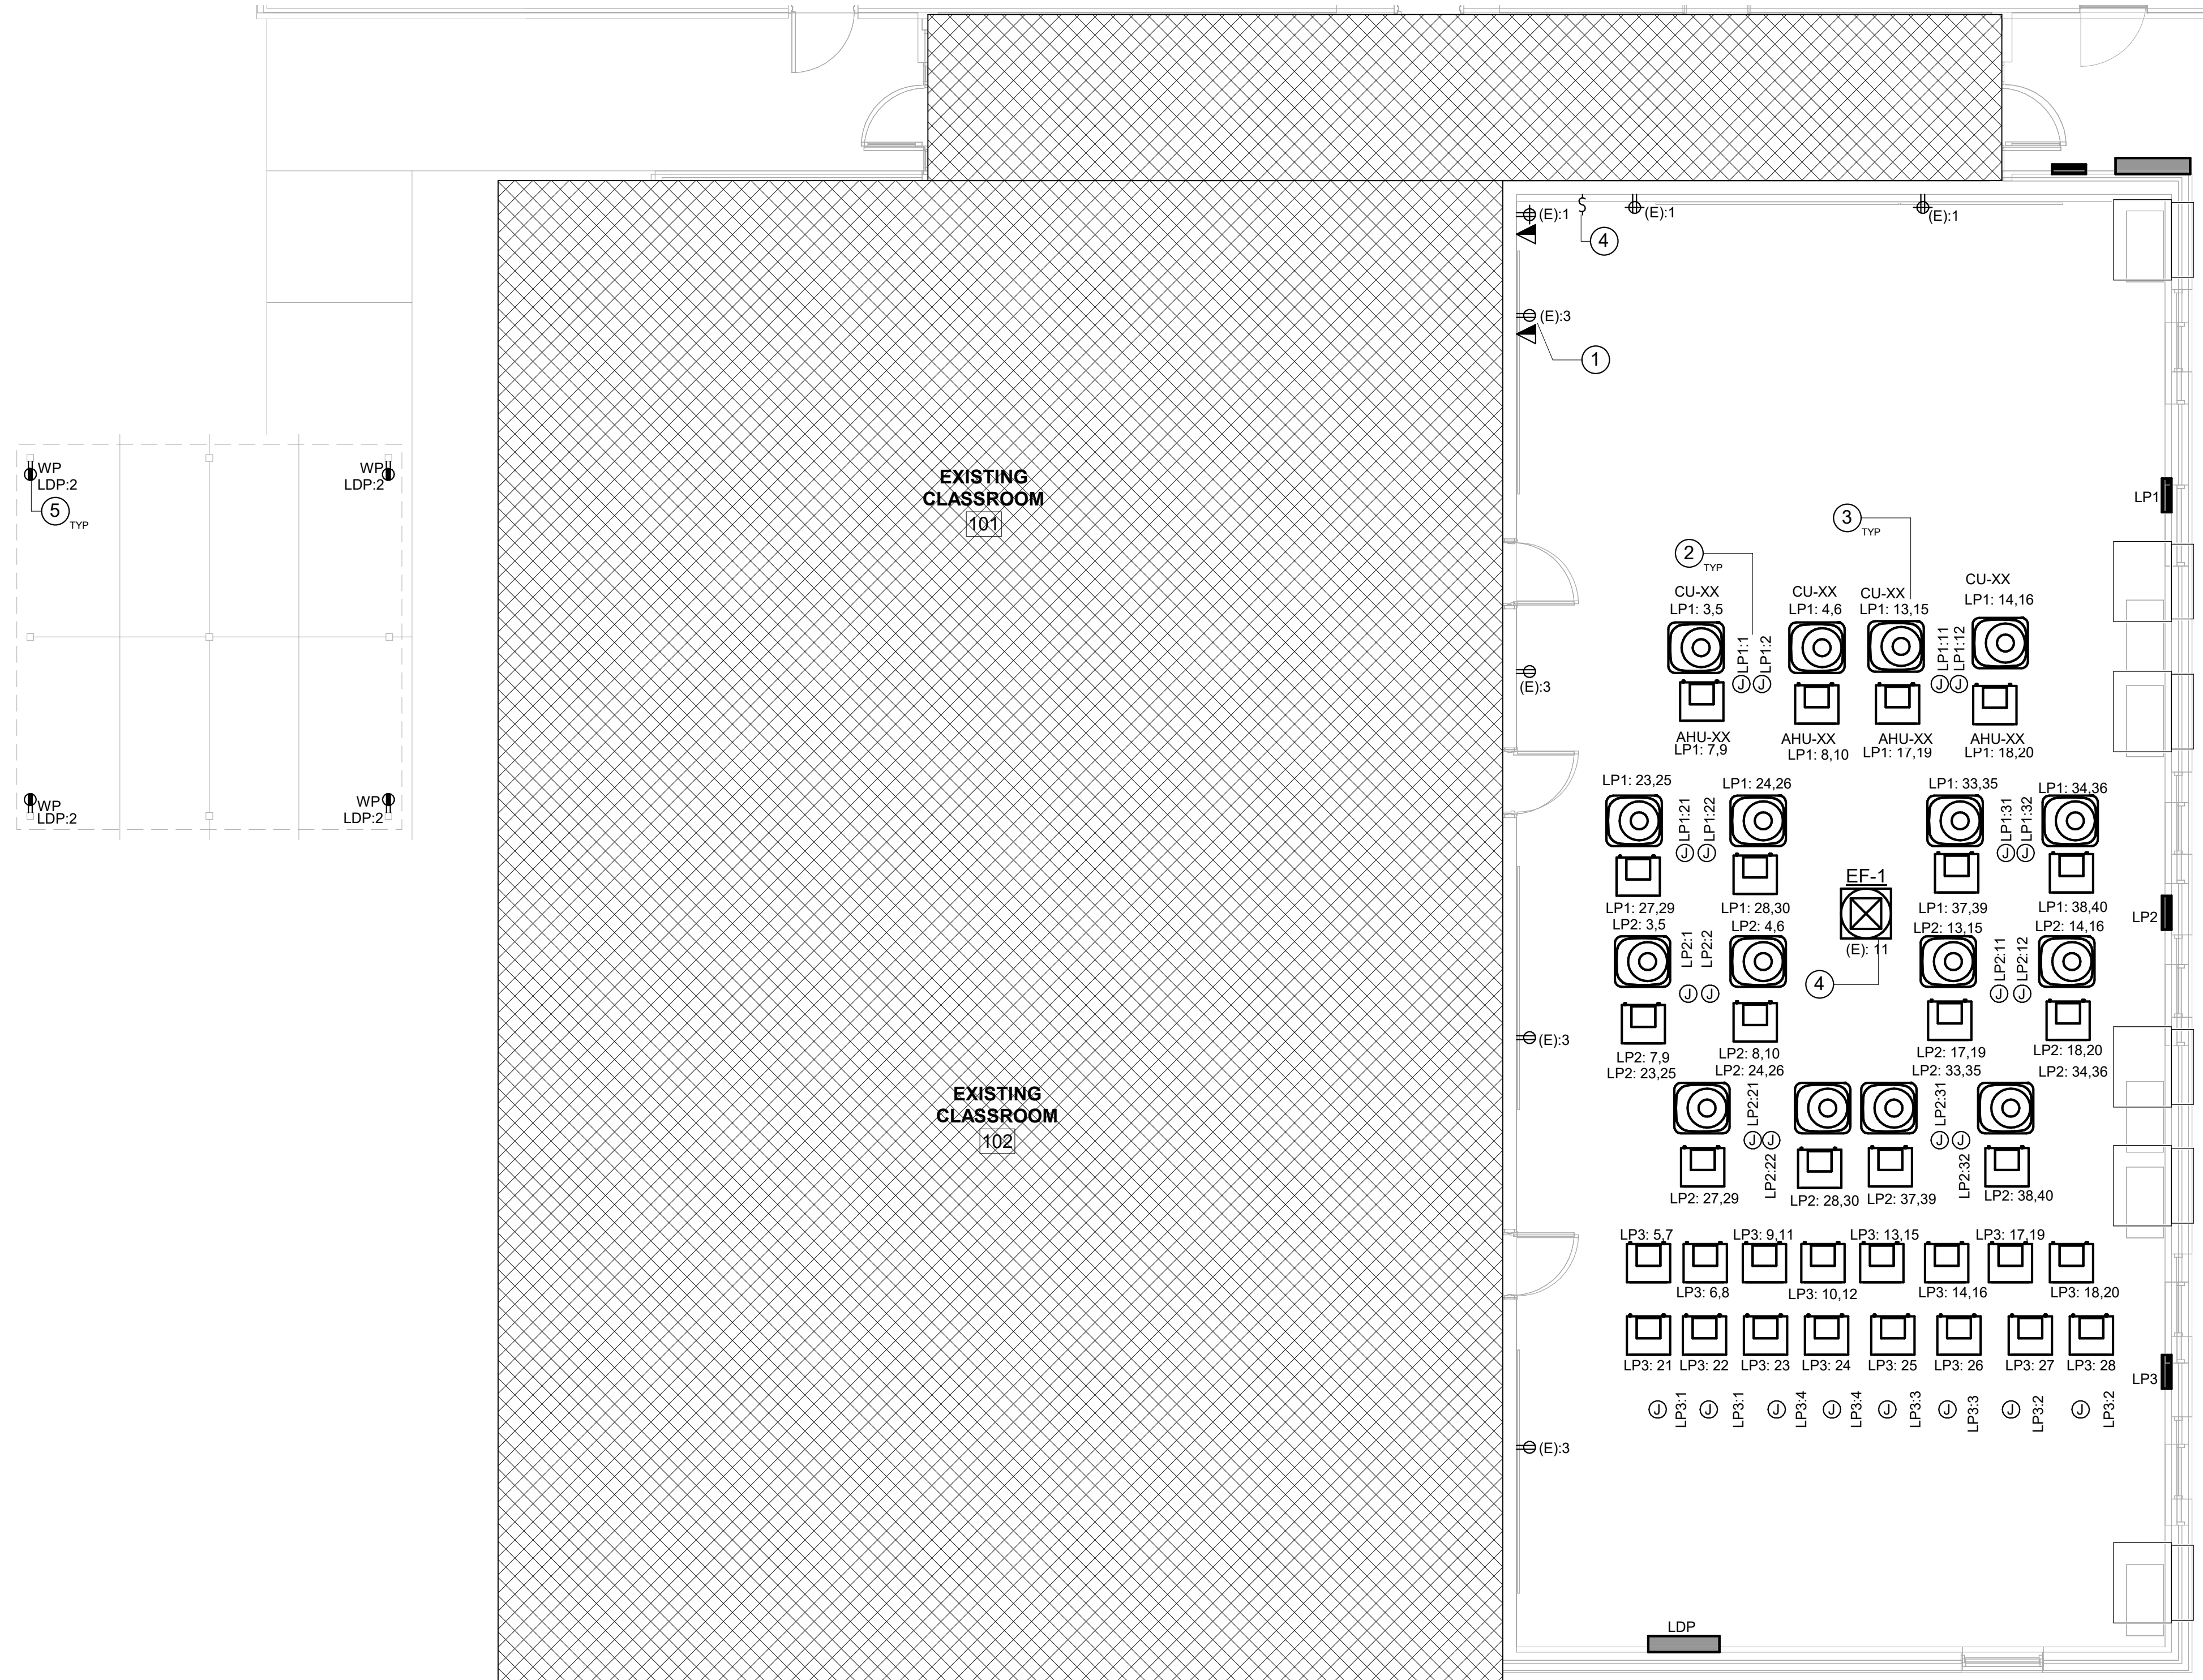 (E):1
(E):1
(E):1
4
(E):3
1
EXISTING
CLASSROOM
101
WP
LDP:2
WP
LDP:2
5
TYP
LP1
3
TYP
2
TYP
CU-XX
LP1: 3,5
CU-XX
LP1: 4,6
CU-XX
LP1: 13,15
CU-XX
LP1: 14,16
LP1:1
LP1:2
LP1:11
LP1:12
J
J
J
J
(E):3
AHU-XX
LP1: 7,9
AHU-XX
LP1: 8,10
AHU-XX
LP1: 17,19
AHU-XX
LP1: 18,20
WP
LDP:2
WP
LDP:2
LP1: 23,25
LP1: 24,26
LP1: 33,35
LP1: 34,36
LP1:21
LP1:22
LP1:31
LP1:32
J
J
J
J
EF-1
(E): 11
4
LP1: 27,29
LP1: 28,30
LP1: 37,39
LP1: 38,40
LP2
LP2: 3,5
LP2: 4,6
LP2: 13,15
LP2: 14,16
LP2:1
LP2:2
LP2:11
LP2:12
J
J
J
J
(E):3
LP2: 7,9
LP2: 8,10
LP2: 17,19
LP2: 18,20
LP2: 23,25
LP2: 24,26
LP2: 33,35
LP2: 34,36
EXISTING
CLASSROOM
102
LP2:21
LP2:31
J
J
J
J
LP2:22
LP2:32
LP2: 27,29
LP2: 28,30
LP2: 37,39
LP2: 38,40
LP3: 5,7
LP3: 9,11
LP3: 13,15
LP3: 17,19
LP3: 6,8
LP3: 10,12
LP3: 14,16
LP3: 18,20
LP3: 21
LP3: 22
LP3: 23
LP3: 24
LP3: 25
LP3: 26
LP3: 27
LP3: 28
LP3
J
LP3:1
J
LP3:1
J
LP3:4
J
LP3:4
J
LP3:3
J
LP3:3
J
LP3:2
J
LP3:2
(E):3
LDP